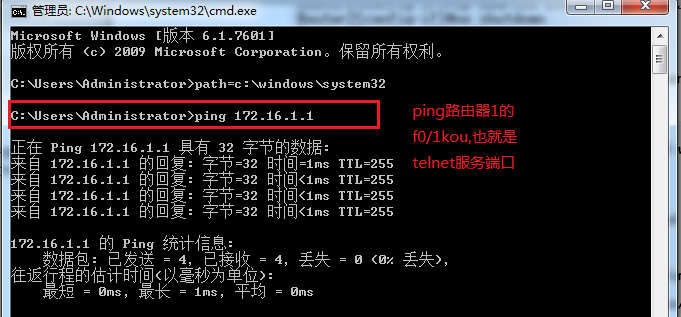 管理员: C:\Windows\system32\cmd.exe
Microsoft Windows [版本 6.1.7601]
版权所有 (c) 2009 Microsoft Corporation。保留所有权利。
C:\Users\Administrator>path=c:\windows\system32
C:\Users\Administrator>ping 172.16.1.1
ping路由器1的
f0/1kou,也就是
telnet服务端口
正在 Ping 172.16.1.1 具有 32 字节的数据:
来自 172.16.1.1 的回复: 字节=32 时间=1ms TTL=255
来自 172.16.1.1 的回复: 字节=32 时间<1ms TTL=255
来自 172.16.1.1 的回复: 字节=32 时间<1ms TTL=255
来自 172.16.1.1 的回复: 字节=32 时间<1ms TTL=255
172.16.1.1 的 Ping 统计信息:
数据包: 已发送 = 4, 已接收 = 4, 丢失 = 0 (0% 丢失),
往返行程的估计时间(以毫秒为单位):
最短 = 0ms, 最长 = 1ms, 平均 = 0ms